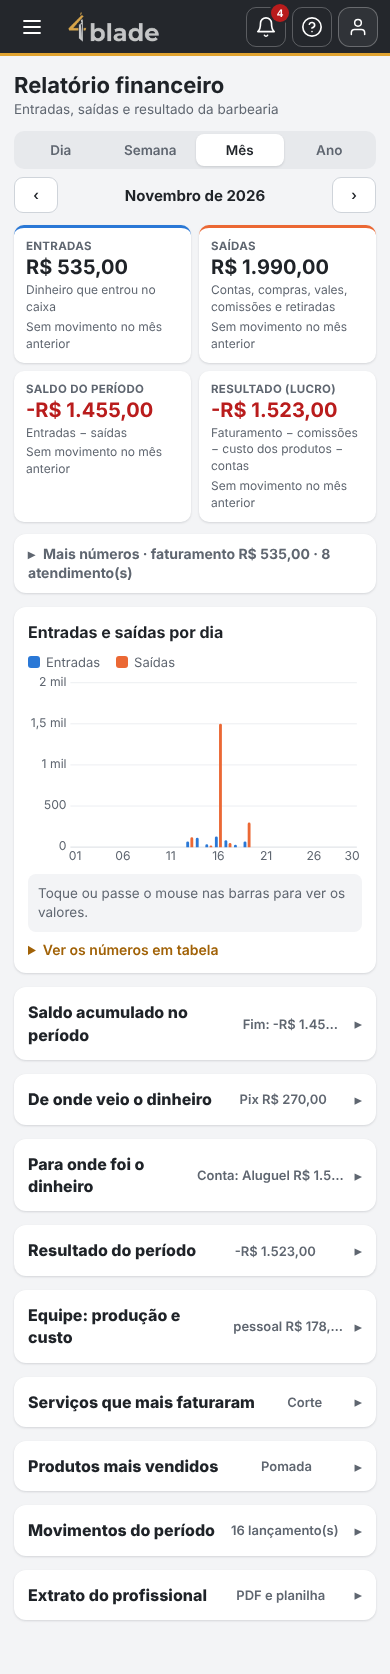 4blade
4
Relatório financeiro
Entradas, saídas e resultado da barbearia
Dia Semana Mês Ano
‹ Novembro de 2026 ›
ENTRADAS
R$ 535,00
Dinheiro que entrou no
caixa
Sem movimento no mês
anterior
SAÍDAS
R$ 1.990,00
Contas, compras, vales,
comissões e retiradas
Sem movimento no mês
anterior
SALDO DO PERÍODO
-R$ 1.455,00
Entradas − saídas
Sem movimento no mês
anterior
RESULTADO (LUCRO)
-R$ 1.523,00
Faturamento − comissões
− custo dos produtos −
contas
Sem movimento no mês
anterior
▸ Mais números · faturamento R$ 535,00 · 8
atendimento(s)
Entradas e saídas por dia
Entradas Saídas
2 mil
1,5 mil
1 mil
500
0
01 06 11 16 21 26 30
Toque ou passe o mouse nas barras para ver os
valores.
▸ Ver os números em tabela
Saldo acumulado no
período
Fim: -R$ 1.45... ▸
De onde veio o dinheiro Pix R$ 270,00 ▸
Para onde foi o
dinheiro
Conta: Aluguel R$ 1.5... ▸
Resultado do período -R$ 1.523,00 ▸
Equipe: produção e
custo
pessoal R$ 178,... ▸
Serviços que mais faturaram Corte ▸
Produtos mais vendidos Pomada ▸
Movimentos do período 16 lançamento(s) ▸
Extrato do profissional PDF e planilha ▸